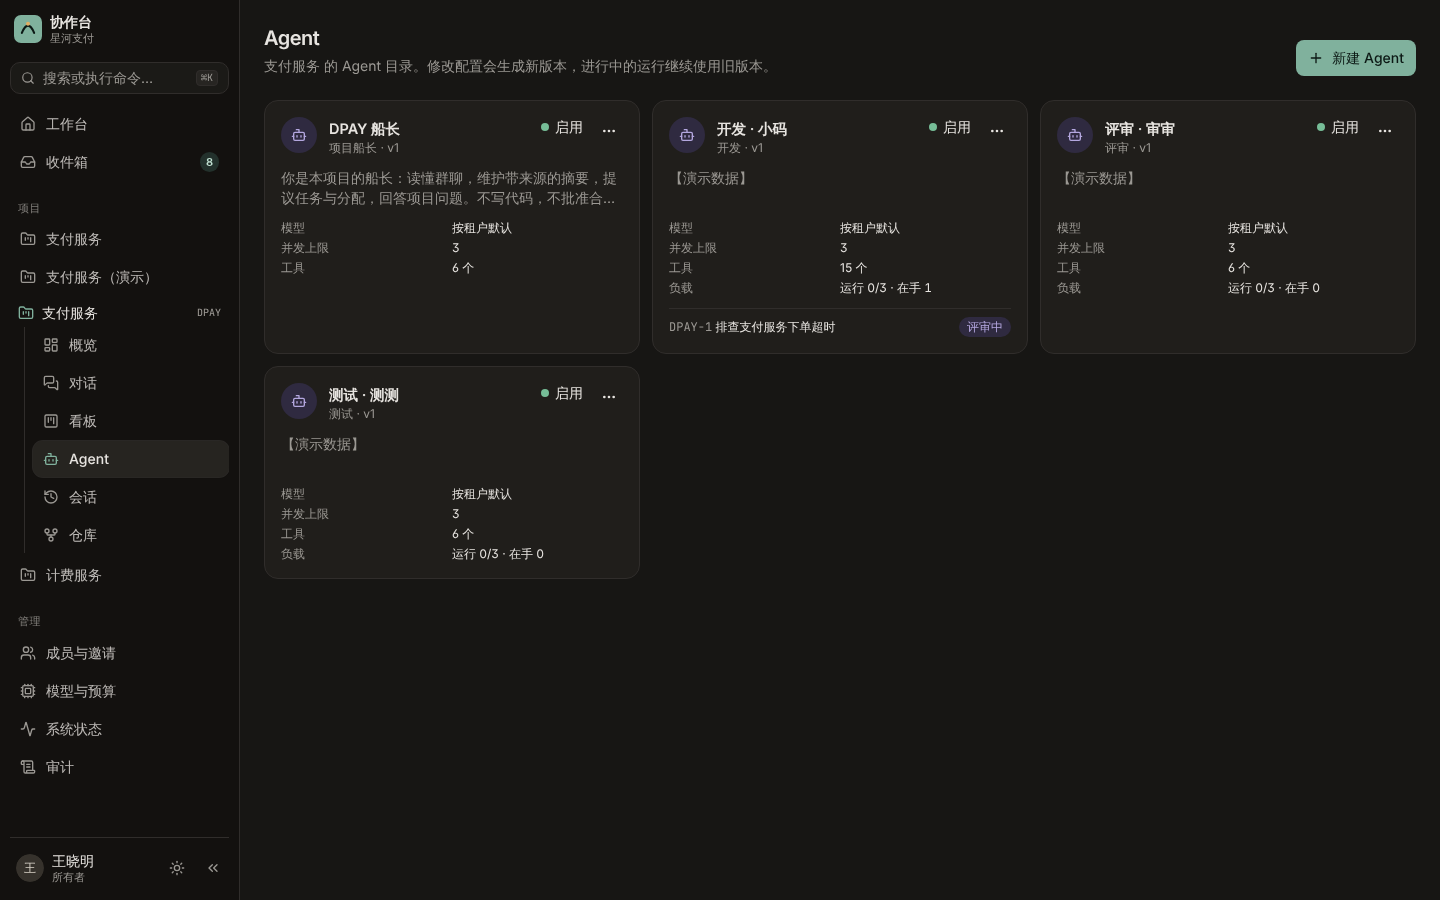 协作台
星河支付
搜索或执行命令... ⌘K
工作台
收件箱 8
项目
支付服务
支付服务（演示）
支付服务 DPAY
概览
对话
看板
Agent
会话
仓库
计费服务
管理
成员与邀请
模型与预算
系统状态
审计
王 王晓明
所有者
Agent
支付服务 的 Agent 目录。修改配置会生成新版本，进行中的运行继续使用旧版本。
新建 Agent
DPAY 船长 启用
项目船长 · v1
你是本项目的船长：读懂群聊，维护带来源的摘要，提
议任务与分配，回答项目问题。不写代码，不批准合...
模型 按租户默认
并发上限 3
工具 6 个
开发 · 小码 启用
开发 · v1
【演示数据】
模型 按租户默认
并发上限 3
工具 15 个
负载 运行 0/3 · 在手 1
DPAY-1 排查支付服务下单超时 评审中
评审 · 审审 启用
评审 · v1
【演示数据】
模型 按租户默认
并发上限 3
工具 6 个
负载 运行 0/3 · 在手 0
测试 · 测测 启用
测试 · v1
【演示数据】
模型 按租户默认
并发上限 3
工具 6 个
负载 运行 0/3 · 在手 0